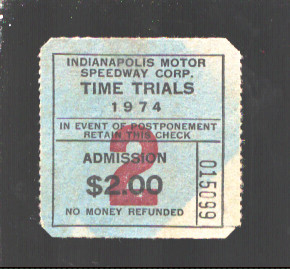 INDIANAPOLIS MOTOR
SPEEDWAY CORP.
TIME TRIALS
1974
IN EVENT OF POSTPONEMENT
RETAIN THIS CHECK
2
ADMISSION
$2.00
NO MONEY REFUNDED
015099